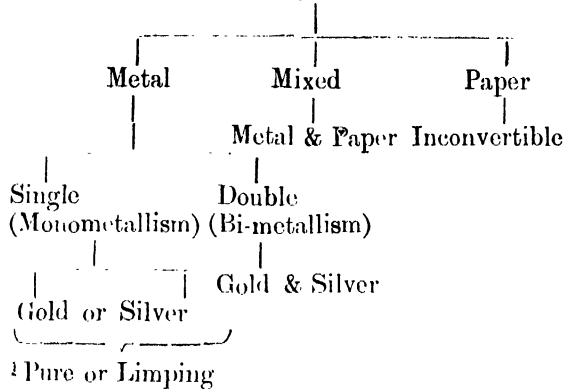 Metal Mixed Paper
Metal & Paper Inconvertible
Single Double
(Monometallism) (Bi-metallism)
Gold & Silver
Gold or Silver
¹ Pure or Limping